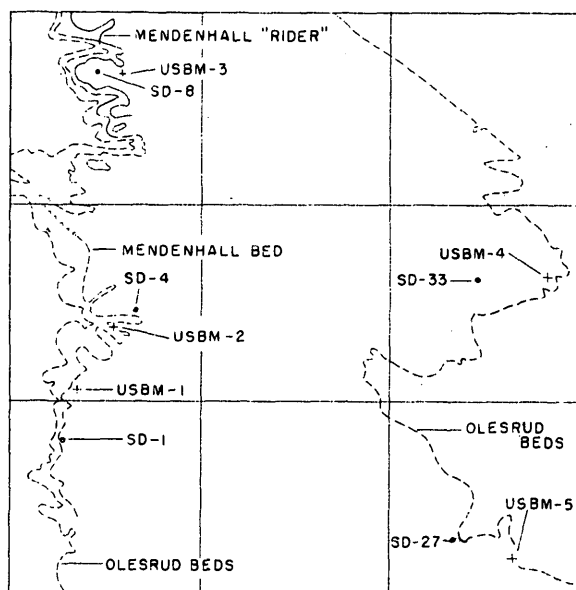 MENDENHALL "RIDER"
USBM-3
SD-8
MENDENHALL BED
SD-4
USBM-4
SD-33
USBM-2
USBM-1
OLESRUD
BEDS
SD-1
USBM-5
SD-27
OLESRUD BEDS